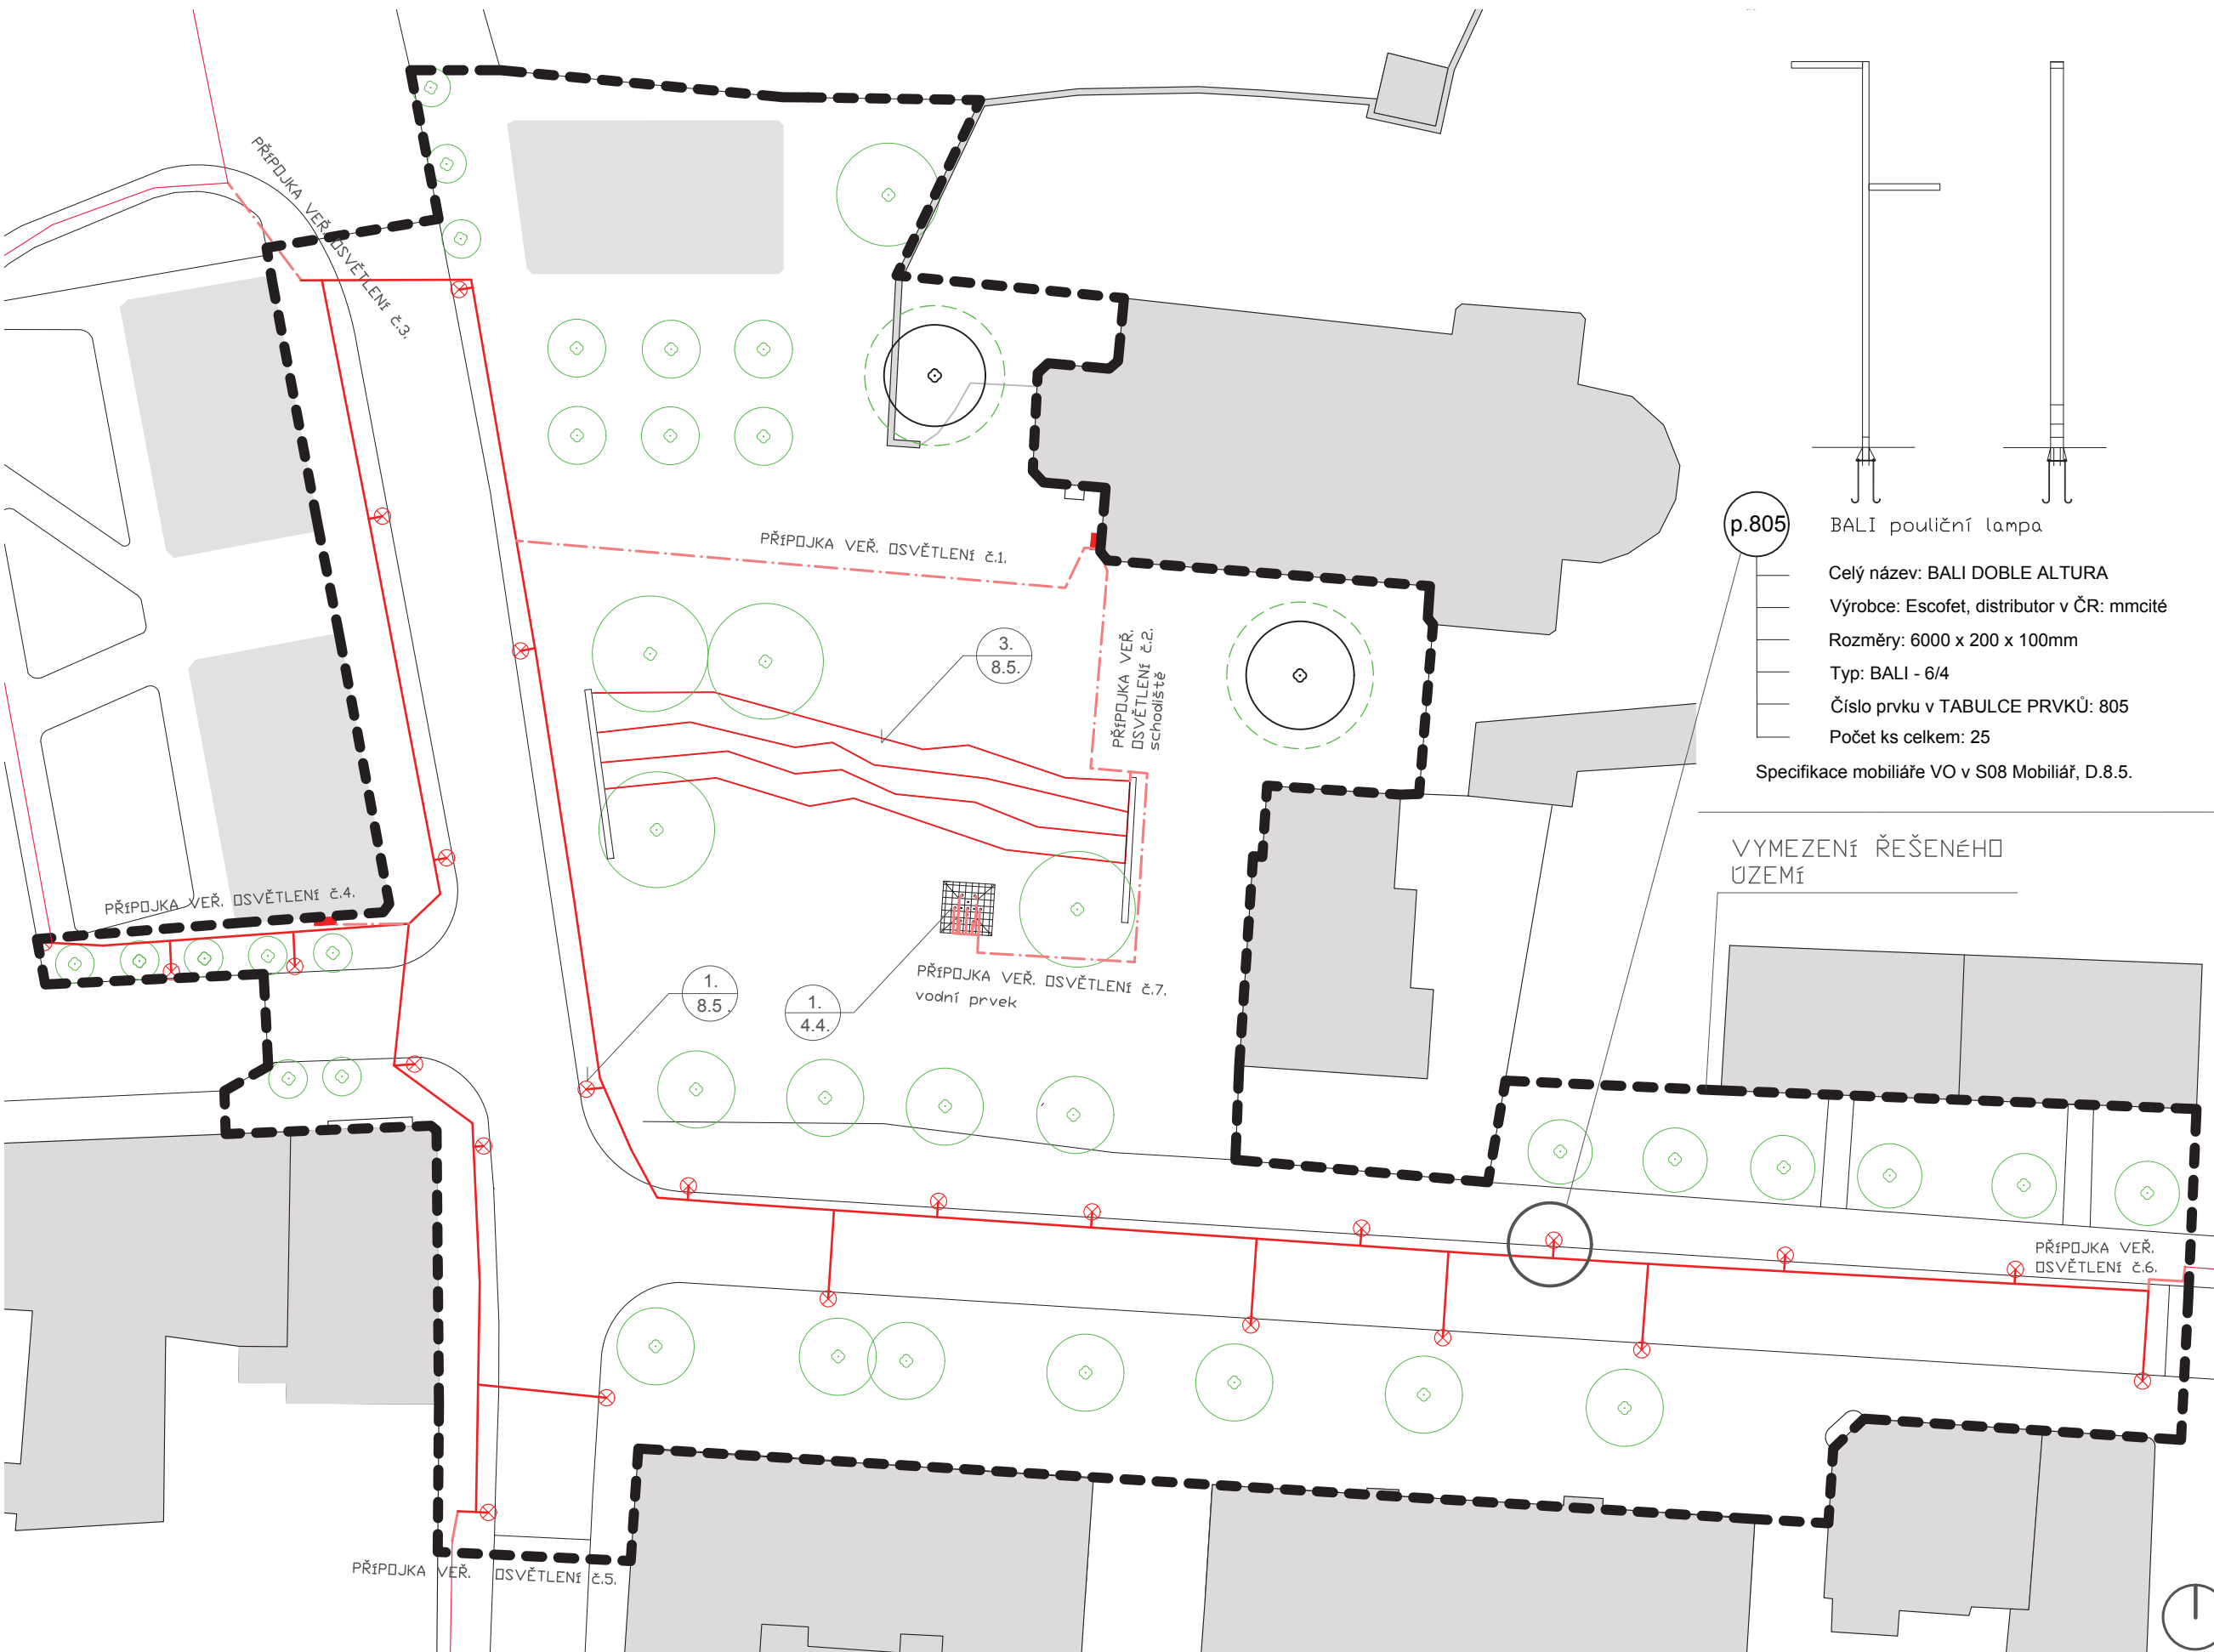 PŘÍPOJKA VEŘ. OSVĚTLENÍ č.3.
p.805
BALI pouliční lampa
Celý název: BALI DOBLE ALTURA
Výrobce: Escofet, distributor v ČR: mmcité
Rozměry: 6000 x 200 x 100mm
Typ: BALI - 6/4
Číslo prvku v TABULCE PRVKŮ: 805
Počet ks celkem: 25
Specifikace mobiliáře VO v S08 Mobiliář, D.8.5.
PŘÍPOJKA VEŘ. OSVĚTLENÍ č.1.
3.
8.5.
PŘÍPOJKA VEŘ.
OSVĚTLENÍ č.2.
schodiště
VYMEZENÍ ŘEŠENÉHO
ÚZEMÍ
PŘÍPOJKA VEŘ. OSVĚTLENÍ č.4.
1.
8.5.
1.
4.4.
PŘÍPOJKA VEŘ. OSVĚTLENÍ č.7.
vodní prvek
PŘÍPOJKA VEŘ.
OSVĚTLENÍ č.6.
PŘÍPOJKA VEŘ. OSVĚTLENÍ č.5.